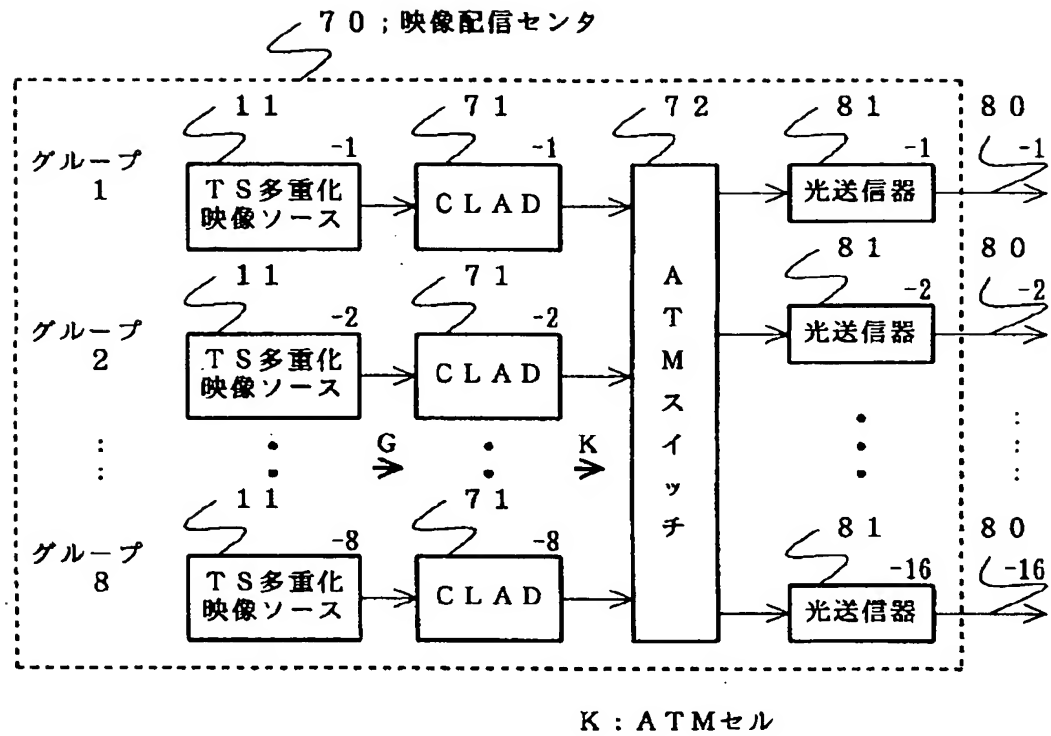 70;映像配信センタ
11 71 72 81 80
グループ
1
-1 -1 -1 -1
TS多重化
映像ソース
CLAD
光送信器
11 71 81 80
グループ
2
-2 -2 -2 -2
TS多重化
映像ソース
CLAD
光送信器
ATMスイッチ
G K
11 71 81 80
グループ
8
-8 -8 -16 -16
TS多重化
映像ソース
CLAD
光送信器
K:ATMセル